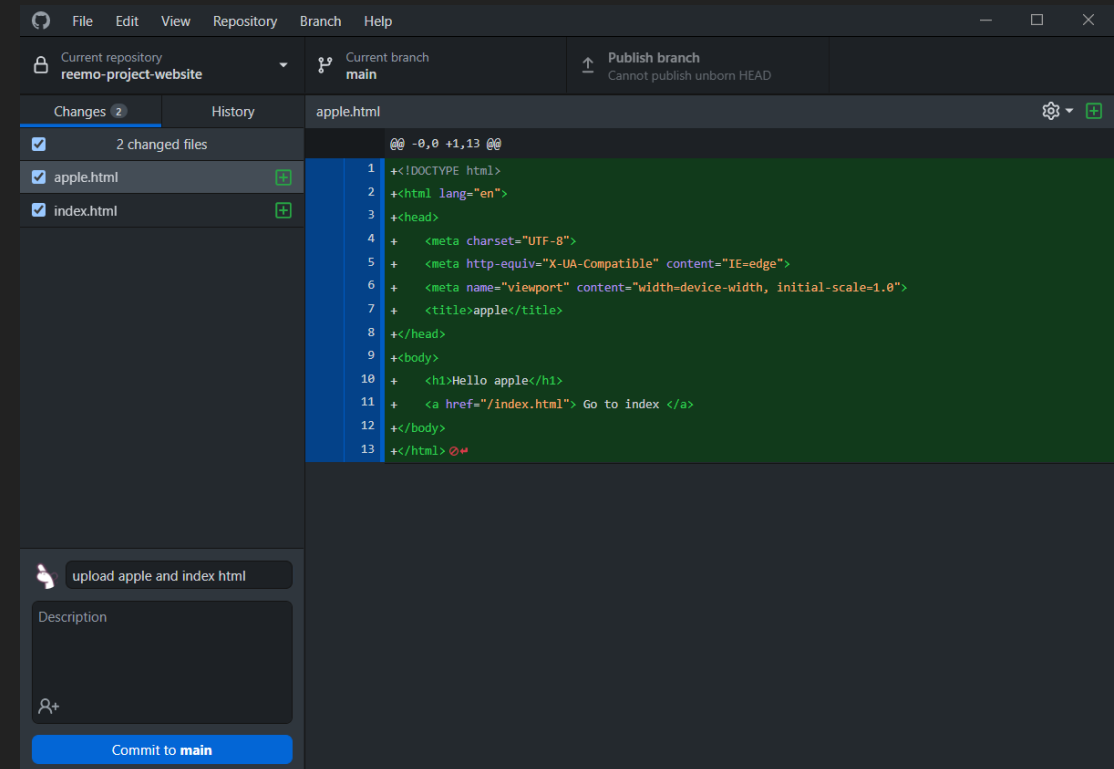 File Edit View Repository Branch Help
Current repository
reemo-project-website
Current branch
main
Publish branch
Cannot publish unborn HEAD
Changes 2
History
2 changed files
apple.html
index.html
apple.html
@@ -0,0 +1,13 @@
1 +<!DOCTYPE html>
2 +<html lang="en">
3 +<head>
4 +    <meta charset="UTF-8">
5 +    <meta http-equiv="X-UA-Compatible" content="IE=edge">
6 +    <meta name="viewport" content="width=device-width, initial-scale=1.0">
7 +    <title>apple</title>
8 +</head>
9 +<body>
10 +    <h1>Hello apple</h1>
11 +    <a href="/index.html"> Go to index </a>
12 +</body>
13 +</html>
upload apple and index html
Description
Commit to main